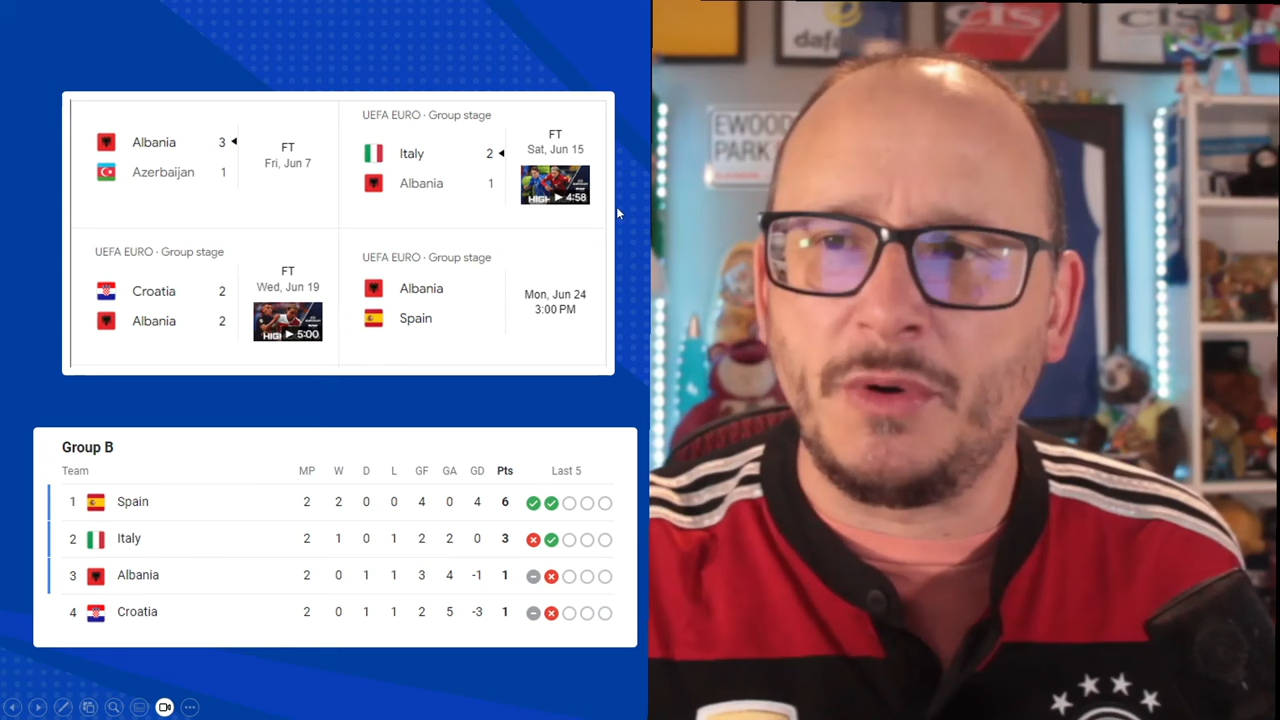 Albania 3
Azerbaijan 1
FT
Fri, Jun 7
UEFA EURO · Group stage
Italy 2
Albania 1
FT
Sat, Jun 15
HIGH 4:58
UEFA EURO · Group stage
Croatia 2
Albania 2
FT
Wed, Jun 19
HIGH 5:00
UEFA EURO · Group stage
Albania
Spain
Mon, Jun 24
3:00 PM
Group B
Team MP W D L GF GA GD Pts Last 5
1 Spain 2 2 0 0 4 0 4 6
2 Italy 2 1 0 1 2 2 0 3
3 Albania 2 0 1 1 3 4 -1 1
4 Croatia 2 0 1 1 2 5 -3 1
dafa
cis
cis
EWOOD
PARK